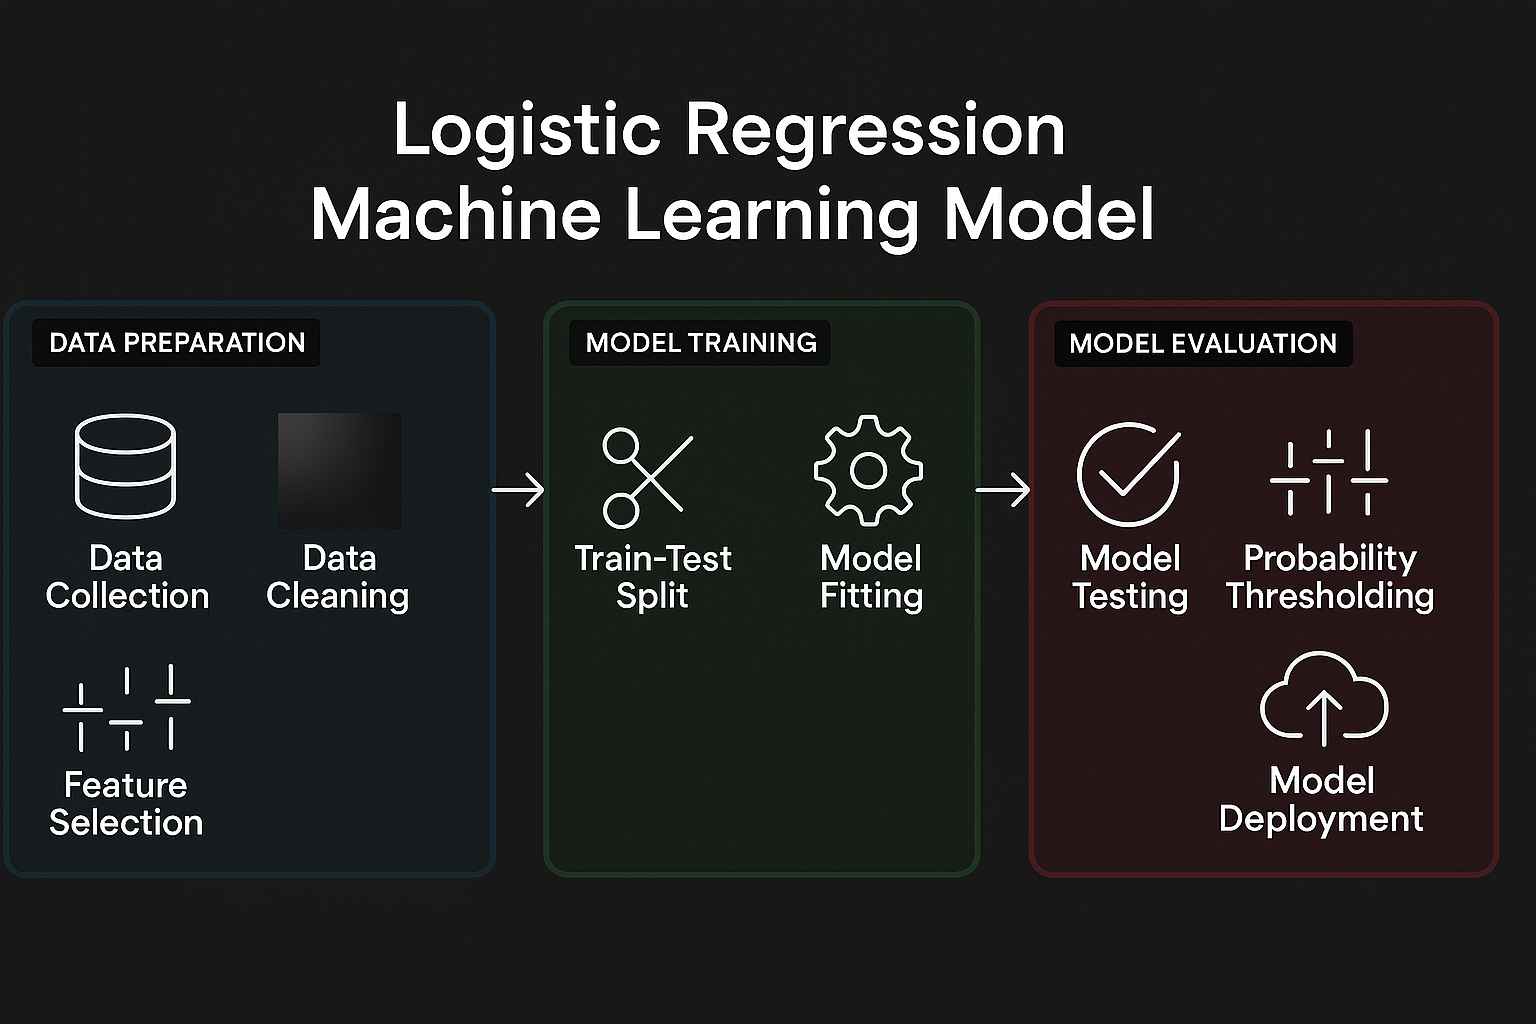 Logistic Regression
Machine Learning Model
DATA PREPARATION
Data
Collection
Data
Cleaning
Feature
Selection
MODEL TRAINING
Train-Test
Split
Model
Fitting
MODEL EVALUATION
Model
Testing
Probability
Thresholding
Model
Deployment